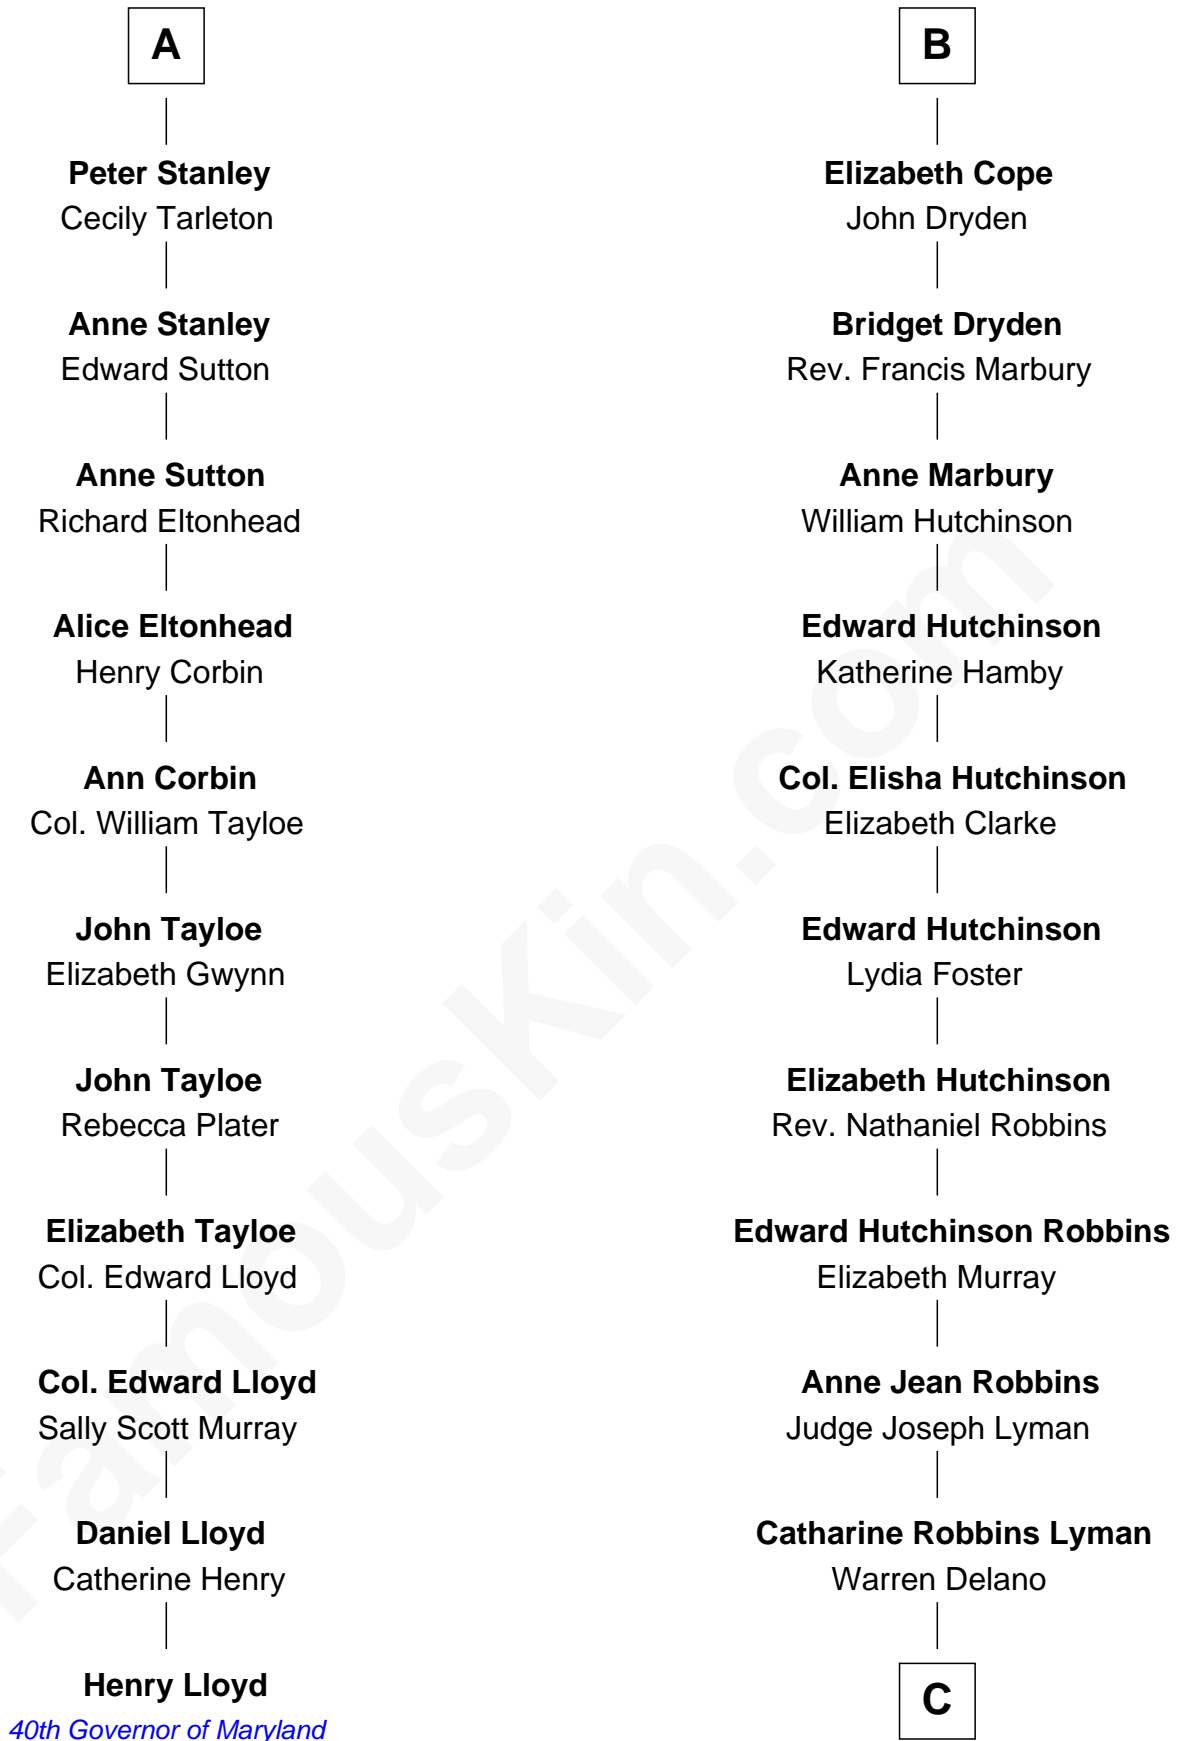 A
Peter Stanley
Cecily Tarleton
Anne Stanley
Edward Sutton
Anne Sutton
Richard Eltonhead
Alice Eltonhead
Henry Corbin
Ann Corbin
Col. William Tayloe
John Tayloe
Elizabeth Gwynn
John Tayloe
Rebecca Plater
Elizabeth Tayloe
Col. Edward Lloyd
Col. Edward Lloyd
Sally Scott Murray
Daniel Lloyd
Catherine Henry
Henry Lloyd
40th Governor of Maryland
B
Elizabeth Cope
John Dryden
Bridget Dryden
Rev. Francis Marbury
Anne Marbury
William Hutchinson
Edward Hutchinson
Katherine Hamby
Col. Elisha Hutchinson
Elizabeth Clarke
Edward Hutchinson
Lydia Foster
Elizabeth Hutchinson
Rev. Nathaniel Robbins
Edward Hutchinson Robbins
Elizabeth Murray
Anne Jean Robbins
Judge Joseph Lyman
Catharine Robbins Lyman
Warren Delano
C
FamousKin.com